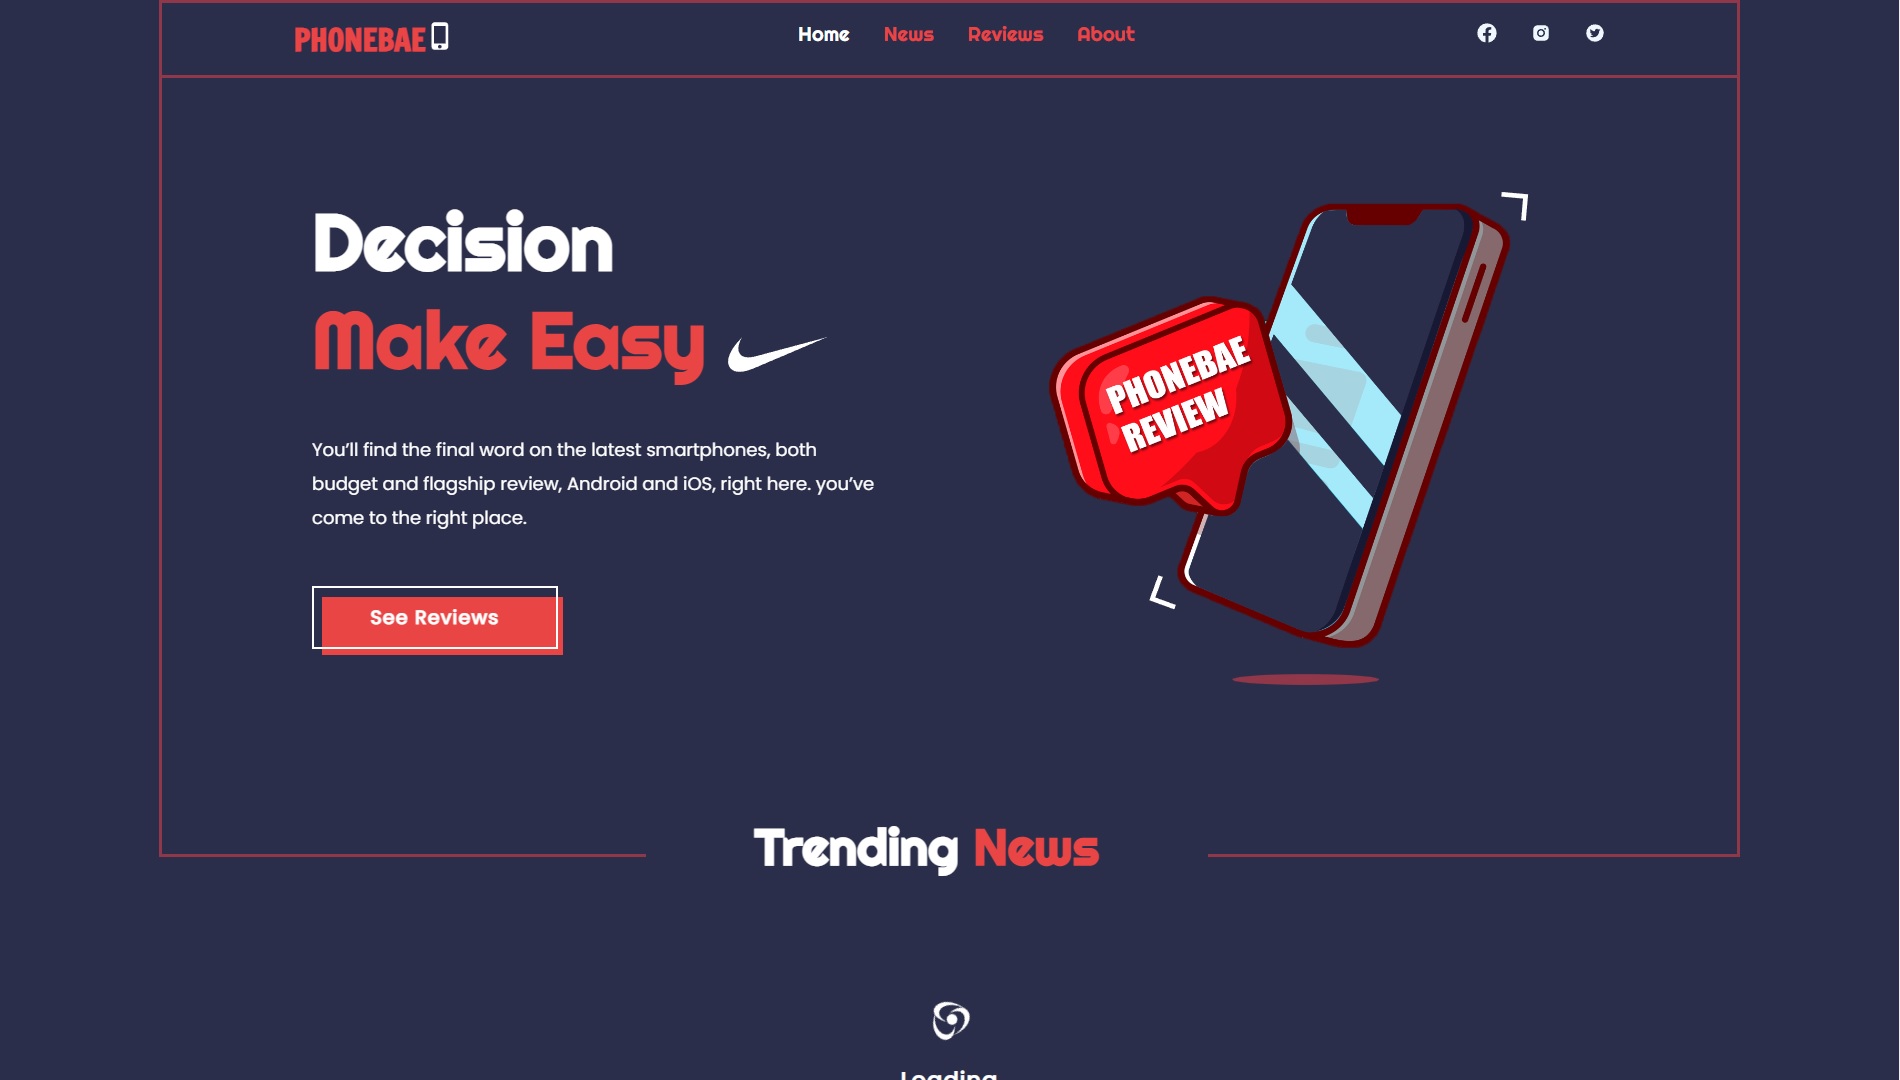 PHONEBAE
Home News Reviews About
Decision
Make Easy
You’ll find the final word on the latest smartphones, both
budget and flagship review, Android and iOS, right here. you’ve
come to the right place.
See Reviews
PHONEBAE
REVIEW
Trending News
Loading